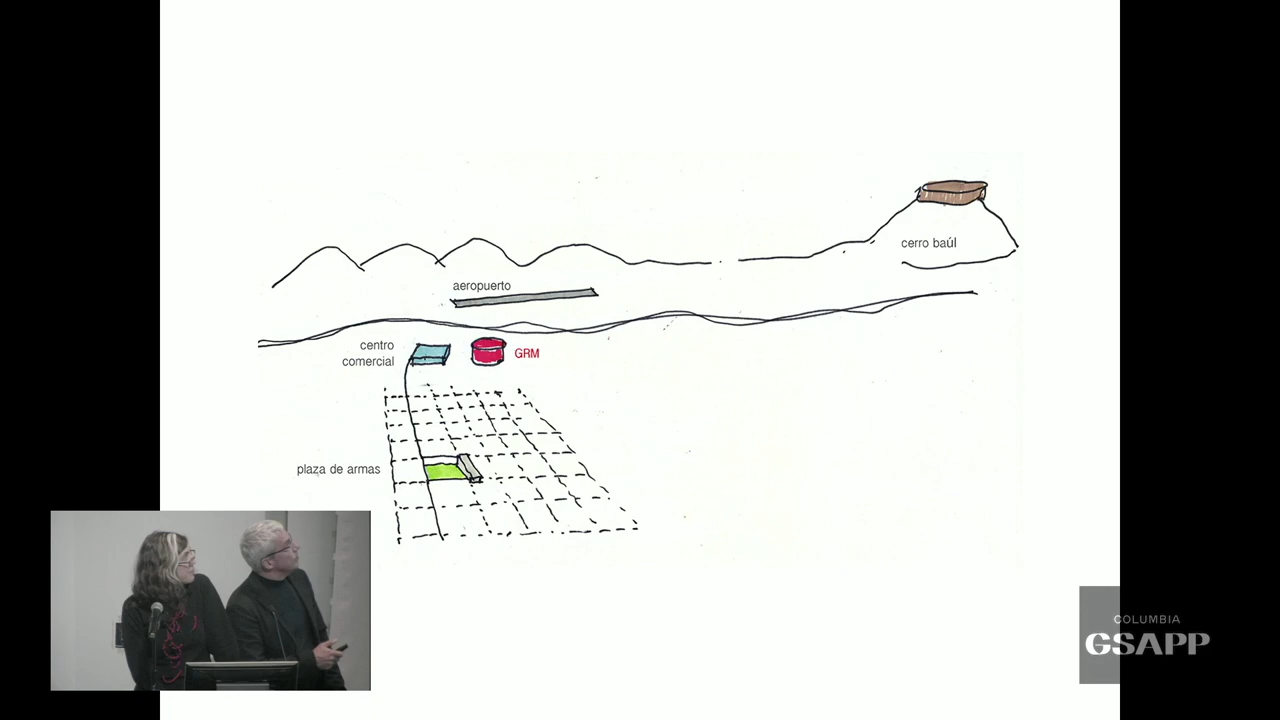 cerro baúl
aeropuerto
centro
comercial
GRM
plaza de armas
COLUMBIA
GSAPP